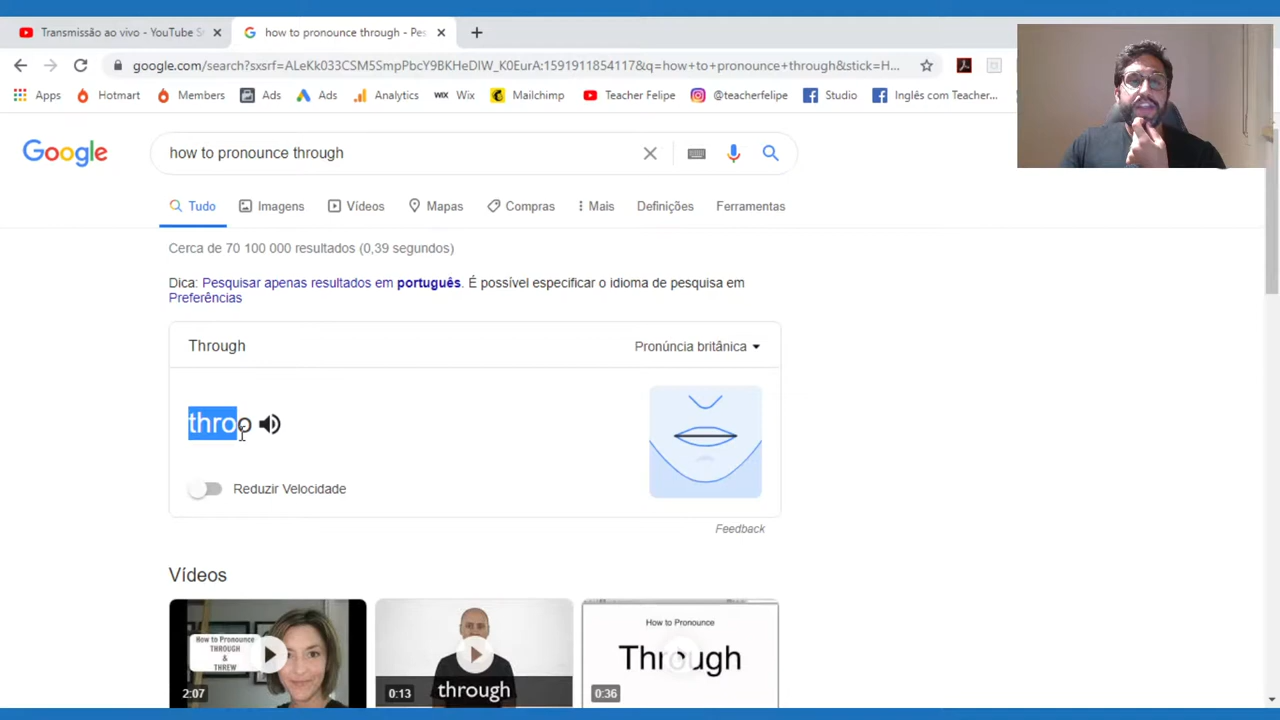 Transmissão ao vivo - YouTube S
how to pronounce through - Pes
google.com/search?sxsrf=ALeKk033CSM5SmpPbcY98KHeDIW_K0EurA:1591911854117&q=how+to+pronounce+through&stick=H...
Apps Hotmart Members Ads Ads Analytics WIX Wix Mailchimp Teacher Felipe @teacherfelipe Studio Inglês com Teacher...
Google
how to pronounce through
Tudo Imagens Vídeos Mapas Compras Mais Definições Ferramentas
Cerca de 70 100 000 resultados (0,39 segundos)
Dica: Pesquisar apenas resultados em português. É possível especificar o idioma de pesquisa em
Preferências
Through
Pronúncia britânica
throo
Reduzir Velocidade
Feedback
Vídeos
How to Pronounce
THROUGH
&
THREW
2:07
through
0:13
How to Pronounce
Through
0:36